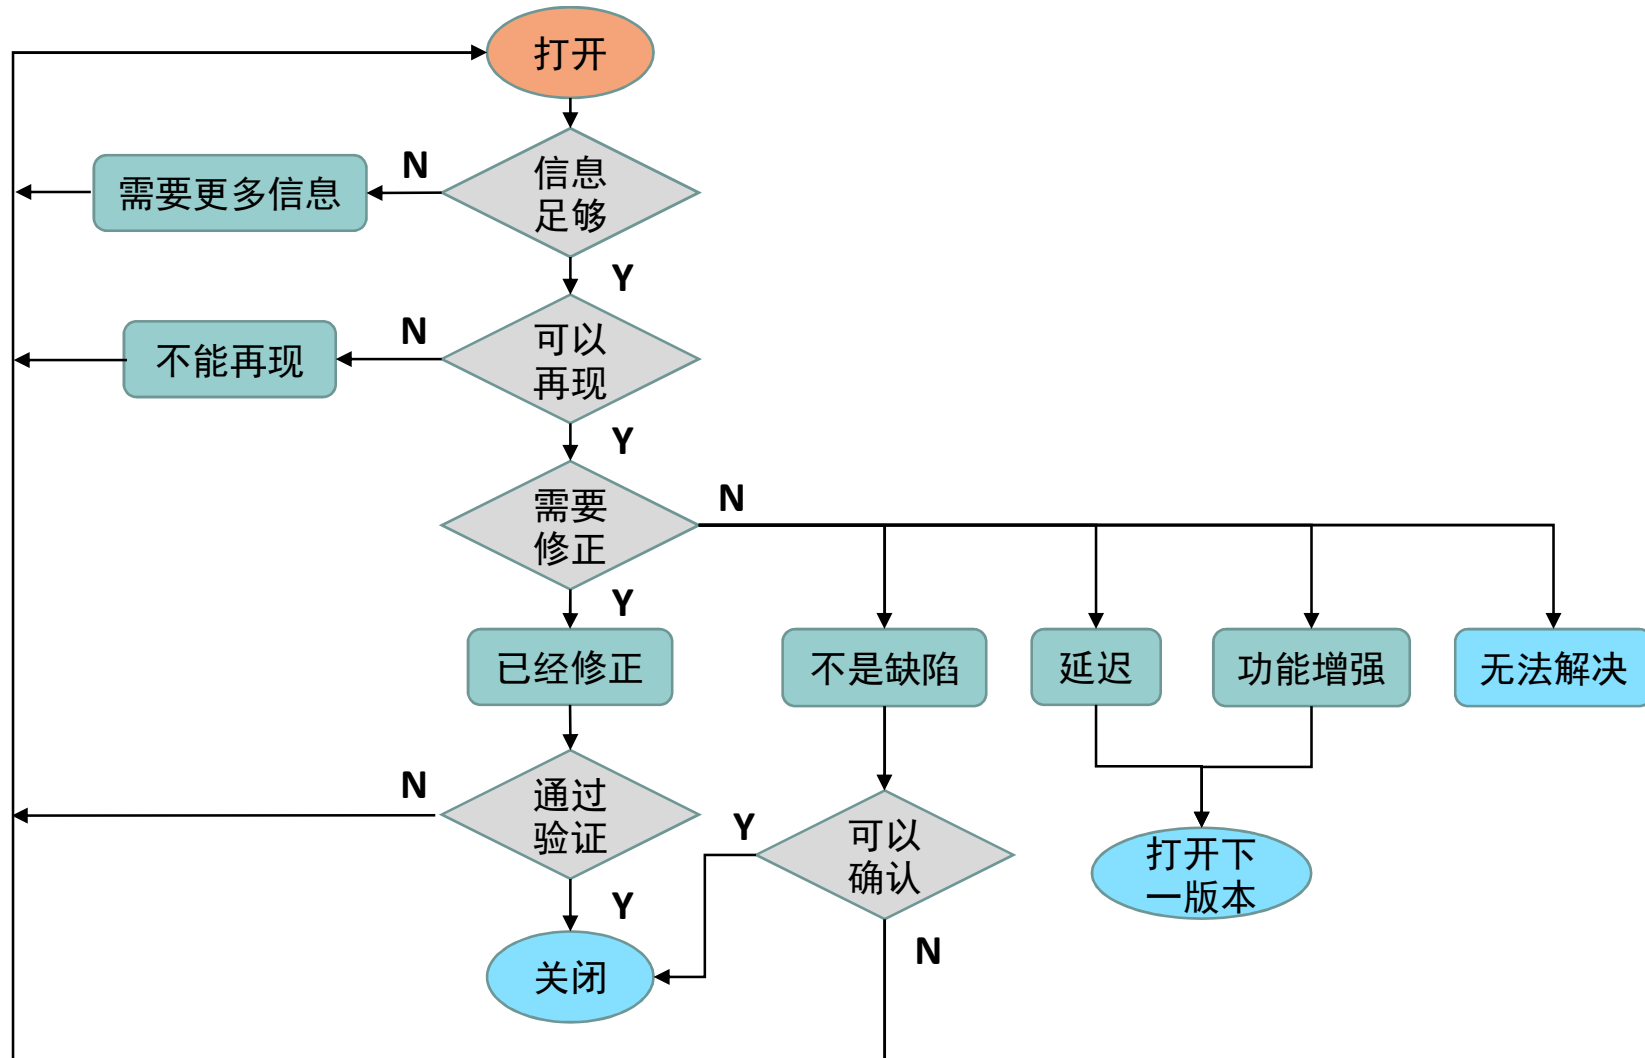 打开
N
信息
足够
需要更多信息
Y
N
可以
再现
不能再现
Y
需要
修正
N
Y
已经修正
不是缺陷
延迟
功能增强
无法解决
N
通过
验证
Y
可以
确认
打开下
一版本
Y
N
关闭